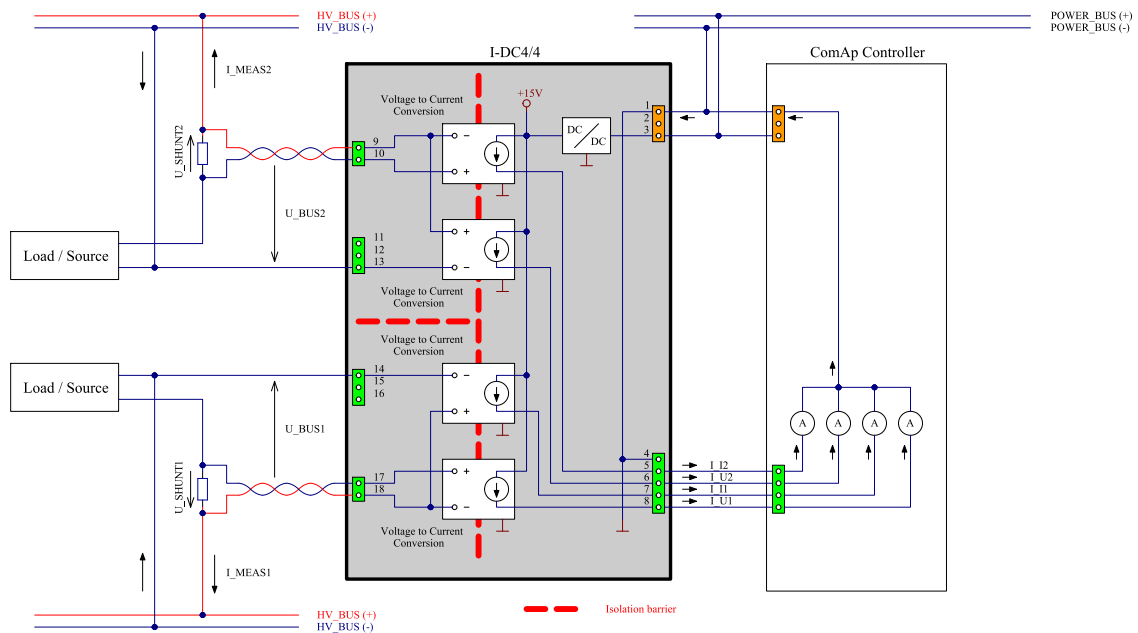 HV_BUS (+)
HV_BUS (-)
POWER_BUS (+)
POWER_BUS (-)
I-DC4/4
ComAp Controller
I_MEAS2
Voltage to Current
Conversion
+15V
DC
DC
1
2
3
U_SHUNT2
9
10
U_BUS2
Load / Source
11
12
13
Voltage to Current
Conversion
Voltage to Current
Conversion
Load / Source
14
15
16
U_BUS1
A
A
A
A
4
5
6
7
8
I_I2
I_U2
I_I1
I_U1
U_SHUNT1
17
18
Voltage to Current
Conversion
I_MEAS1
HV_BUS (+)
HV_BUS (-)
Isolation barrier